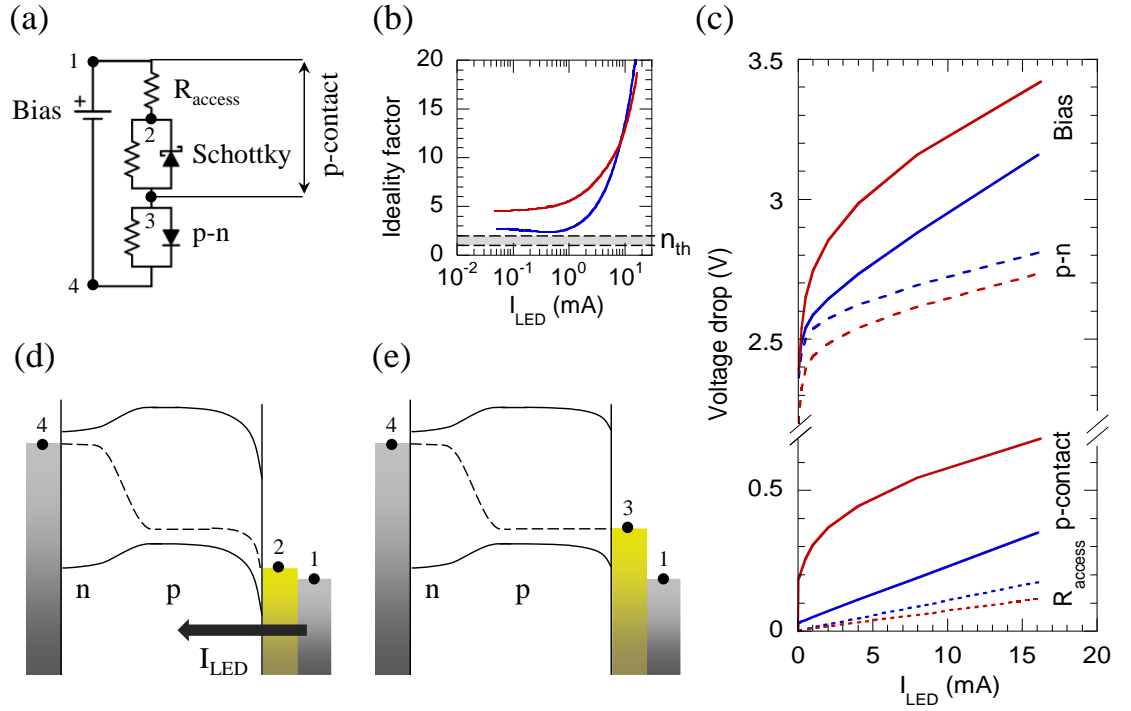 (a)
1
R_access
Bias
+
2
Schottky
p-contact
3
p-n
4
(b)
20
15
10
5
0
Ideality factor
n_th
10^-2 10^-1 10^0 10^1
I_LED (mA)
(c)
3.5
3
2.5
0.5
0
Voltage drop (V)
Bias
p-n
p-contact
R_access
0 5 10 15 20
I_LED (mA)
(d)
4
2
1
n
p
I_LED
(e)
4
3
1
n
p